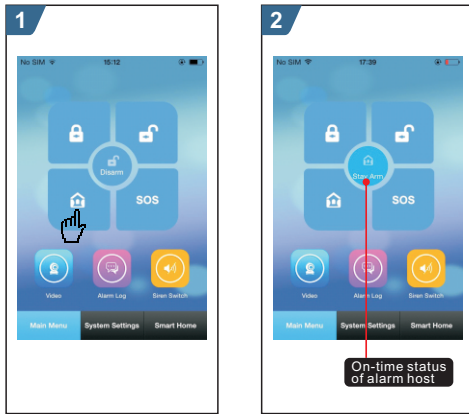 1
No SIM
15:12
Disarm
SOS
Video
Alarm Log
Siren Switch
Main Menu
System Settings
Smart Home
2
No SIM
17:39
Stay Arm
SOS
Video
Alarm Log
Siren Switch
Main Menu
System Settings
Smart Home
On-time status
of alarm host